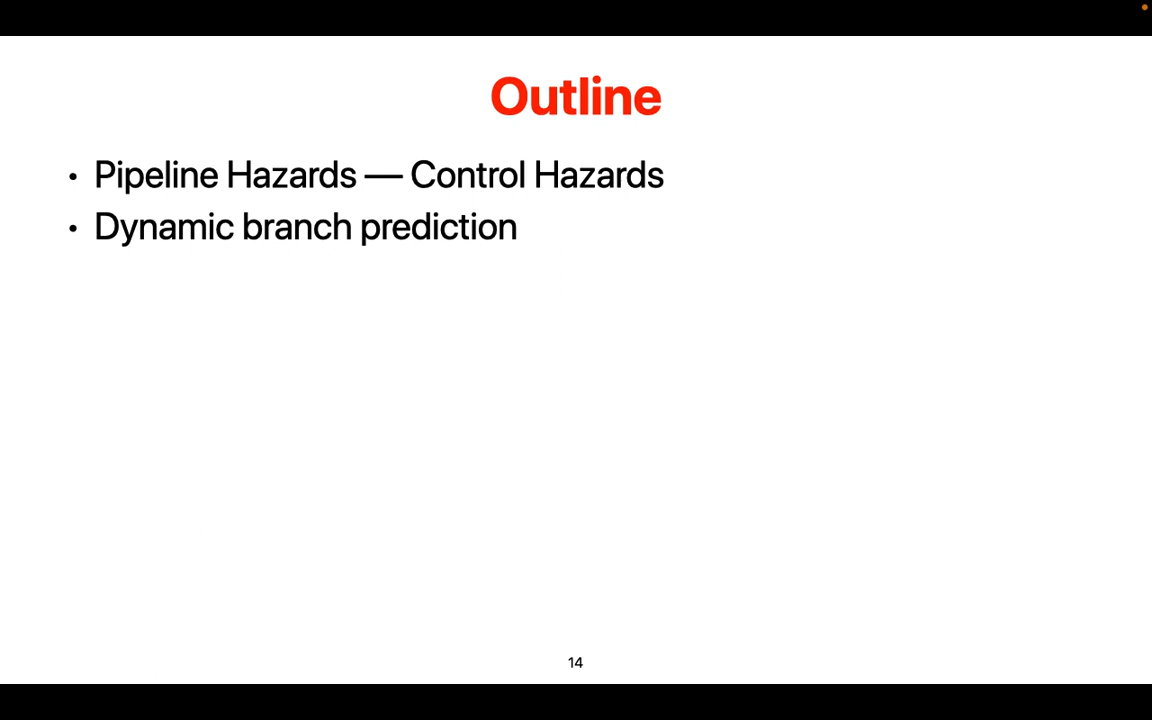 Outline
• Pipeline Hazards — Control Hazards
• Dynamic branch prediction
14